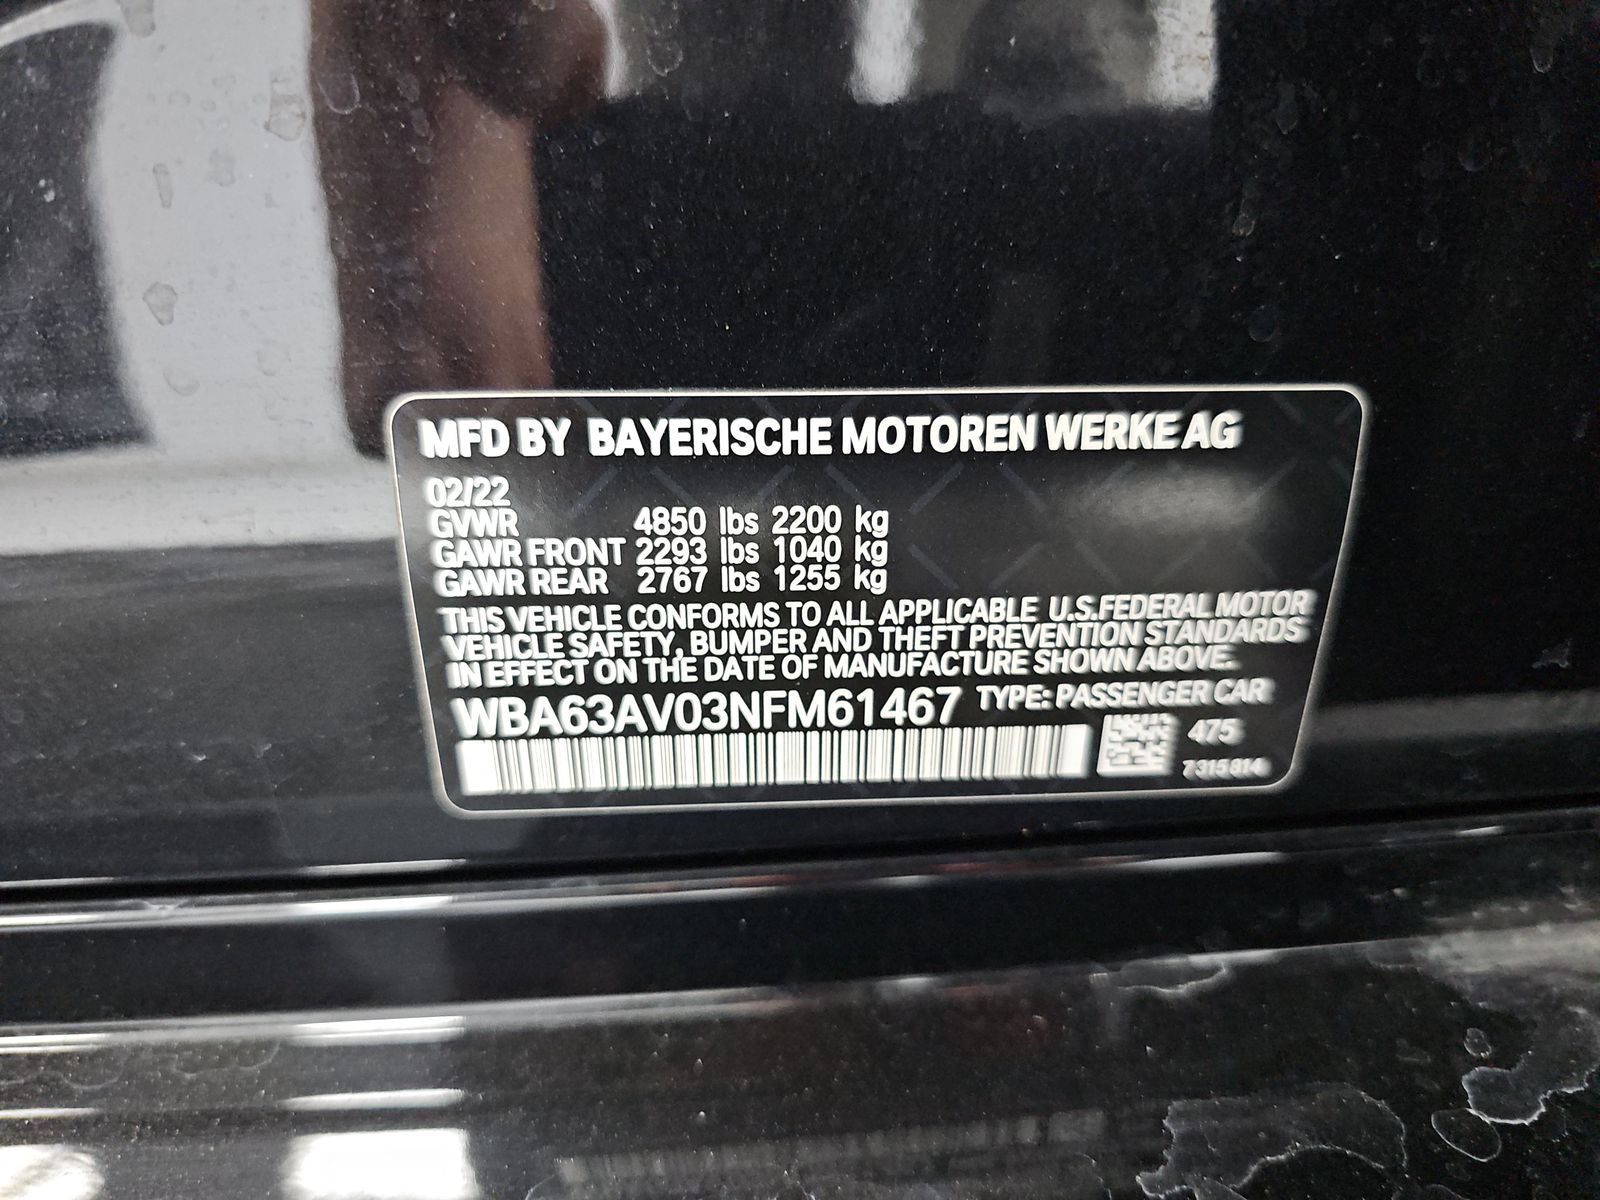 MFD BY BAYERISCHE MOTOREN WERKE AG
02/22
GVWR 4850 lbs 2200 kg
GAWR FRONT 2293 lbs 1040 kg
GAWR REAR 2767 lbs 1255 kg
THIS VEHICLE CONFORMS TO ALL APPLICABLE U.S.FEDERAL MOTOR
VEHICLE SAFETY, BUMPER AND THEFT PREVENTION STANDARDS
IN EFFECT ON THE DATE OF MANUFACTURE SHOWN ABOVE.
WBA63AV03NFM61467 TYPE: PASSENGER CAR
475
7315814